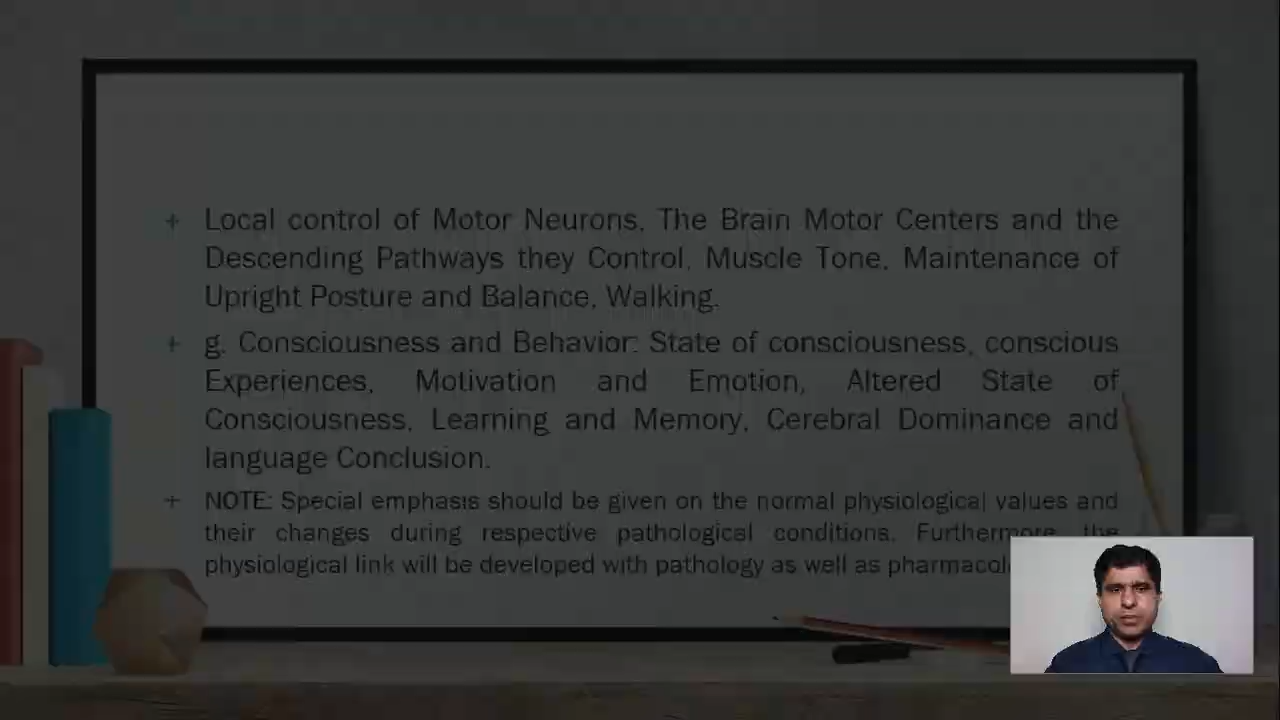 + Local control of Motor Neurons, The Brain Motor Centers and the
Descending Pathways they Control, Muscle Tone, Maintenance of
Upright Posture and Balance, Walking.
+ g. Consciousness and Behavior: State of consciousness, conscious
Experiences, Motivation and Emotion, Altered State of
Consciousness, Learning and Memory, Cerebral Dominance and
language Conclusion.
+ NOTE: Special emphasis should be given on the normal physiological values and
their changes during respective pathological conditions. Furthermore, the
physiological link will be developed with pathology as well as